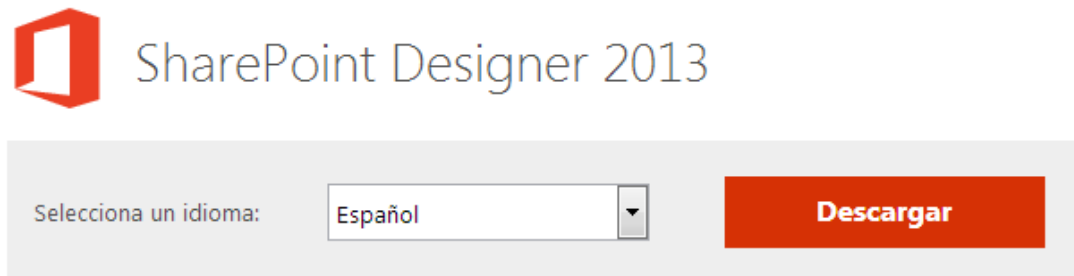 SharePoint Designer 2013
Selecciona un idioma: Español Descargar